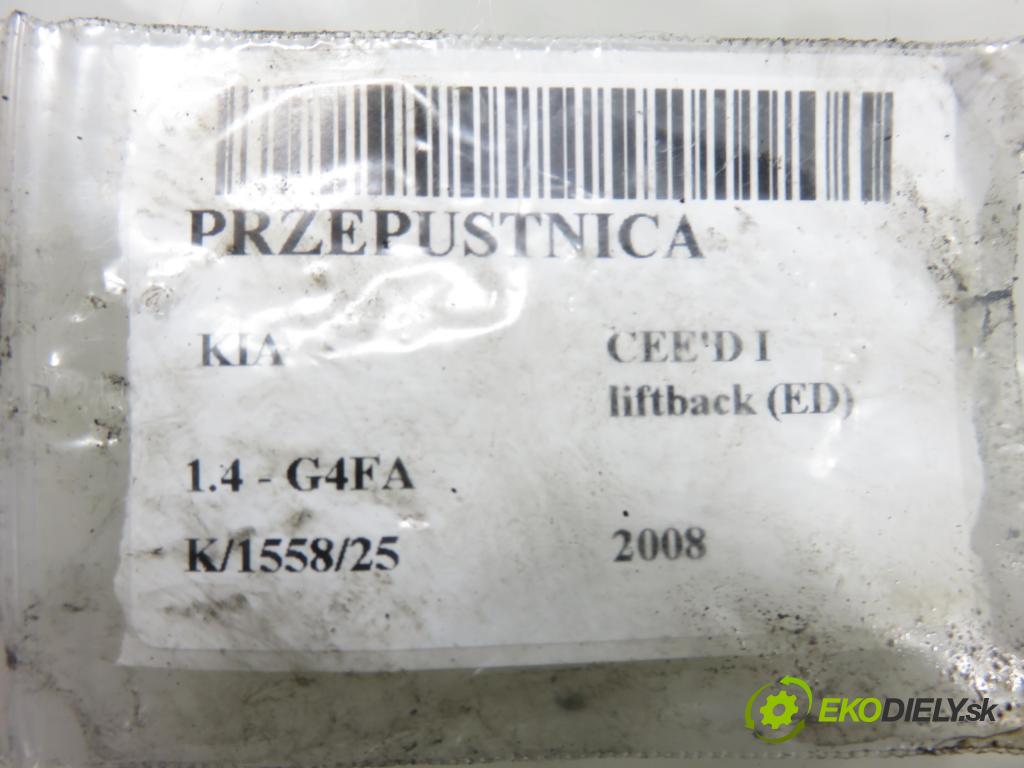 PRZEPUSTNICA
KIA CEE'D I
liftback (ED)
1.4 - G4FA
K/1558/25 2008
EKODIELY.sk